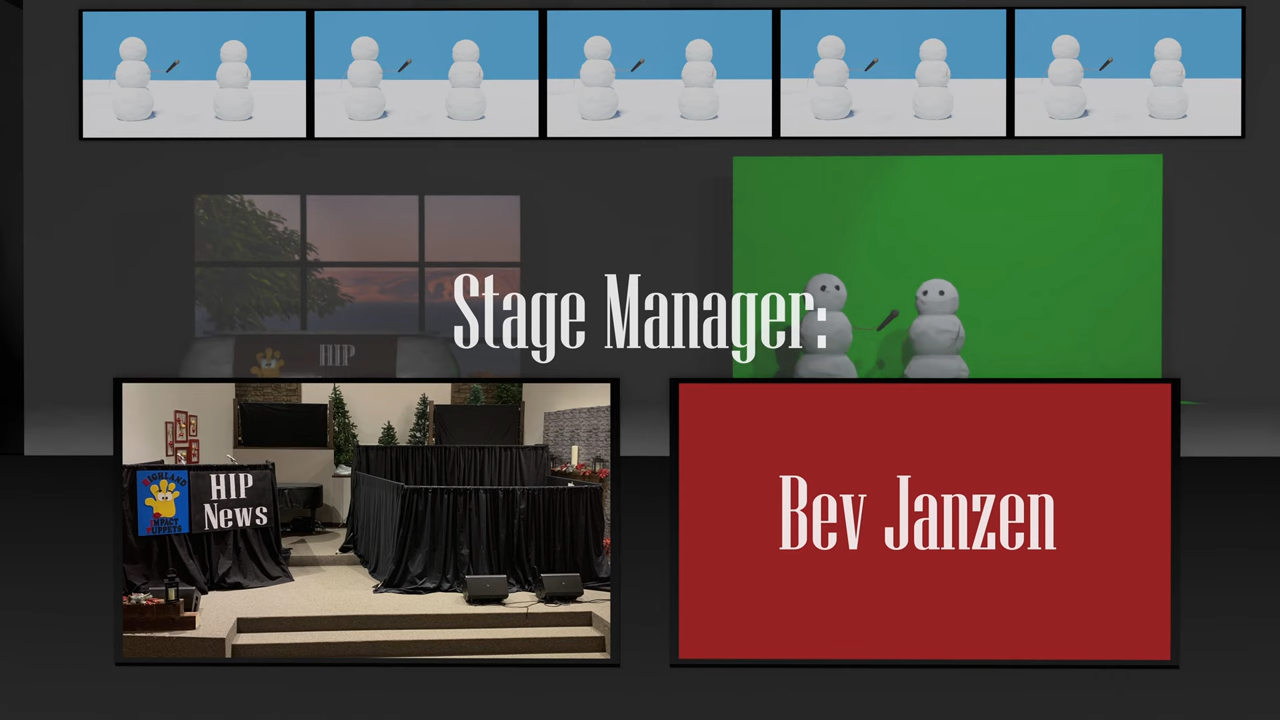 Stage Manager:
HIP
HIGHLAND
IMPACT
PUPPETS
HIP
News
Bev Janzen